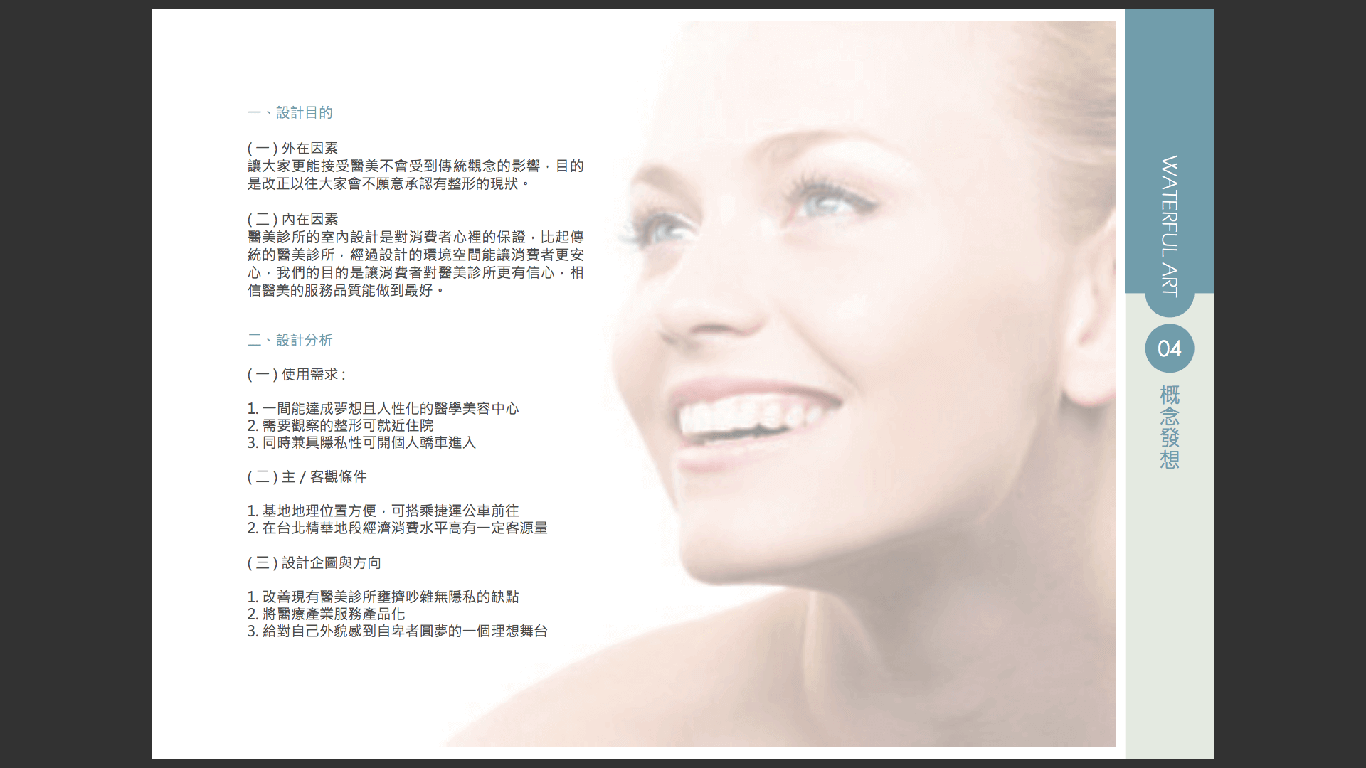 一、設計目的
( 一 ) 外在因素
讓大家更能接受醫美不會受到傳統觀念的影響，目的
是改正以往大家會不願意承認有整形的現狀。
( 二 ) 內在因素
醫美診所的室內設計是對消費者心裡的保證，比起傳
統的醫美診所，經過設計的環境空間能讓消費者更安
心，我們的目的是讓消費者對醫美診所更有信心，相
信醫美的服務品質能做到最好。
二、設計分析
( 一 ) 使用需求 :
1. 一間能達成夢想且人性化的醫學美容中心
2. 需要觀察的整形可就近住院
3. 同時兼具隱私性可開個人轎車進入
( 二 ) 主 / 客觀條件
1. 基地地理位置方便，可搭乘捷運公車前往
2. 在台北精華地段經濟消費水平高有一定客源量
( 三 ) 設計企圖與方向
1. 改善現有醫美診所壅擠吵雜無隱私的缺點
2. 將醫療產業服務產品化
3. 給對自己外貌感到自卑者圓夢的一個理想舞台
WATERFUL ART
04
概念發想